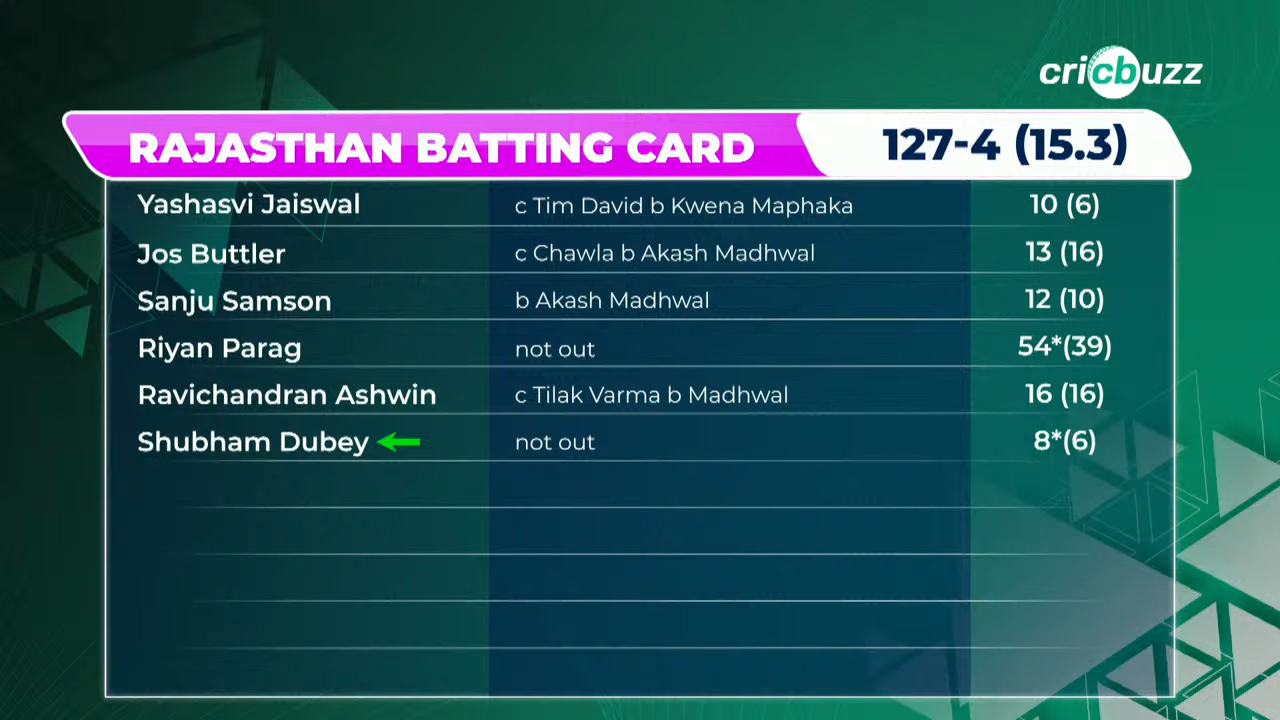 cricbuzz
RAJASTHAN BATTING CARD 127-4 (15.3)
Yashasvi Jaiswal c Tim David b Kwena Maphaka 10 (6)
Jos Buttler c Chawla b Akash Madhwal 13 (16)
Sanju Samson b Akash Madhwal 12 (10)
Riyan Parag not out 54*(39)
Ravichandran Ashwin c Tilak Varma b Madhwal 16 (16)
Shubham Dubey not out 8*(6)